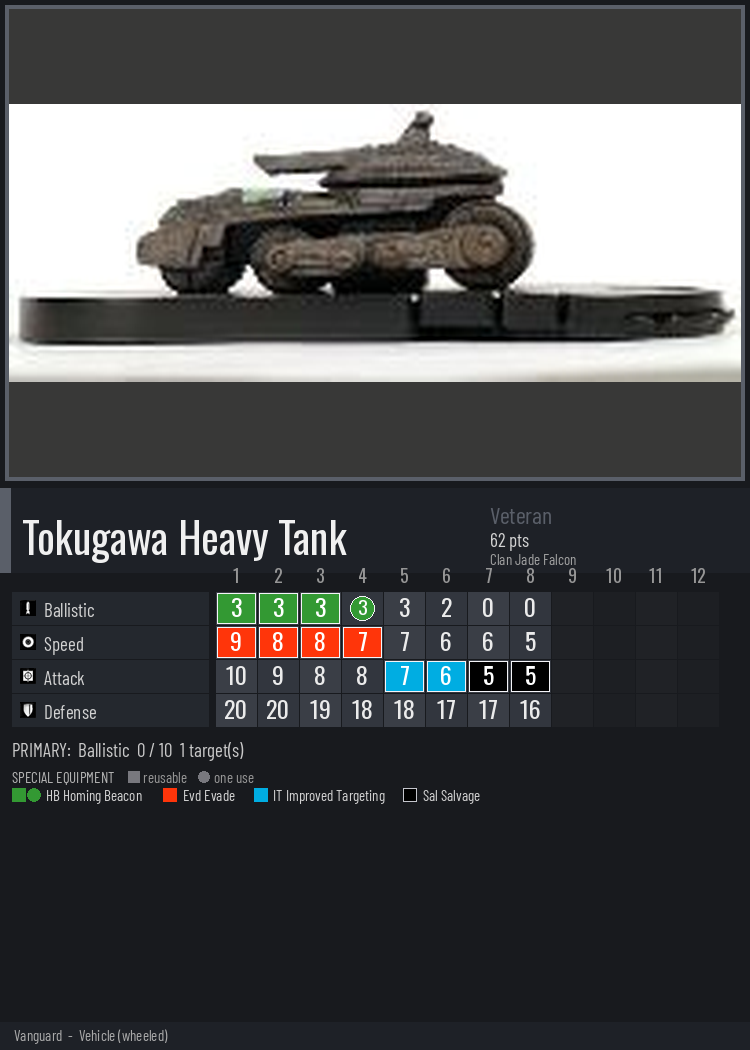 Tokugawa Heavy Tank
Veteran
62 pts
Clan Jade Falcon
1 2 3 4 5 6 7 8 9 10 11 12
Ballistic 3 3 3 3 3 2 0 0
Speed 9 8 8 7 7 6 6 5
Attack 10 9 8 8 7 6 5 5
Defense 20 20 19 18 18 17 17 16
PRIMARY: Ballistic 0 / 10 1 target(s)
SPECIAL EQUIPMENT reusable one use
HB Homing Beacon Evd Evade IT Improved Targeting Sal Salvage
Vanguard - Vehicle (wheeled)